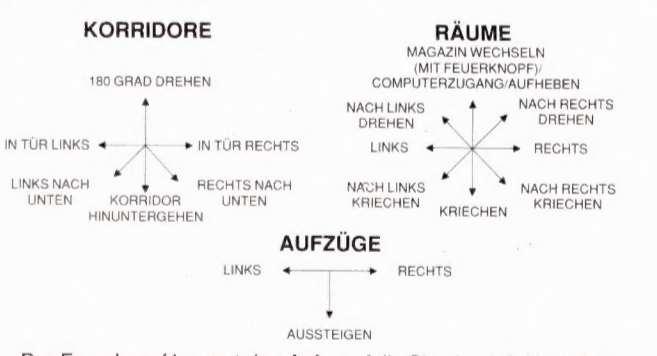 KORRIDORE
180 GRAD DREHEN
IN TÜR LINKS
IN TÜR RECHTS
LINKS NACH
UNTEN
KORRIDOR
HINUNTERGEHEN
RECHTS NACH
UNTEN
RÄUME
MAGAZIN WECHSELN
(MIT FEUERKNOPF)/
COMPUTERZUGANG/AUFHEBEN
NACH LINKS
DREHEN
NACH RECHTS
DREHEN
LINKS
RECHTS
NACH LINKS
KRIECHEN
KRIECHEN
NACH RECHTS
KRIECHEN
AUFZÜGE
LINKS
RECHTS
AUSSTEIGEN